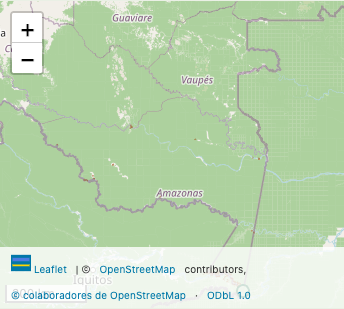 Guaviare
+
−
Vaupés
Amazonas
Leaflet | © OpenStreetMap contributors,
Iquitos
© colaboradores de OpenStreetMap · ODbL 1.0